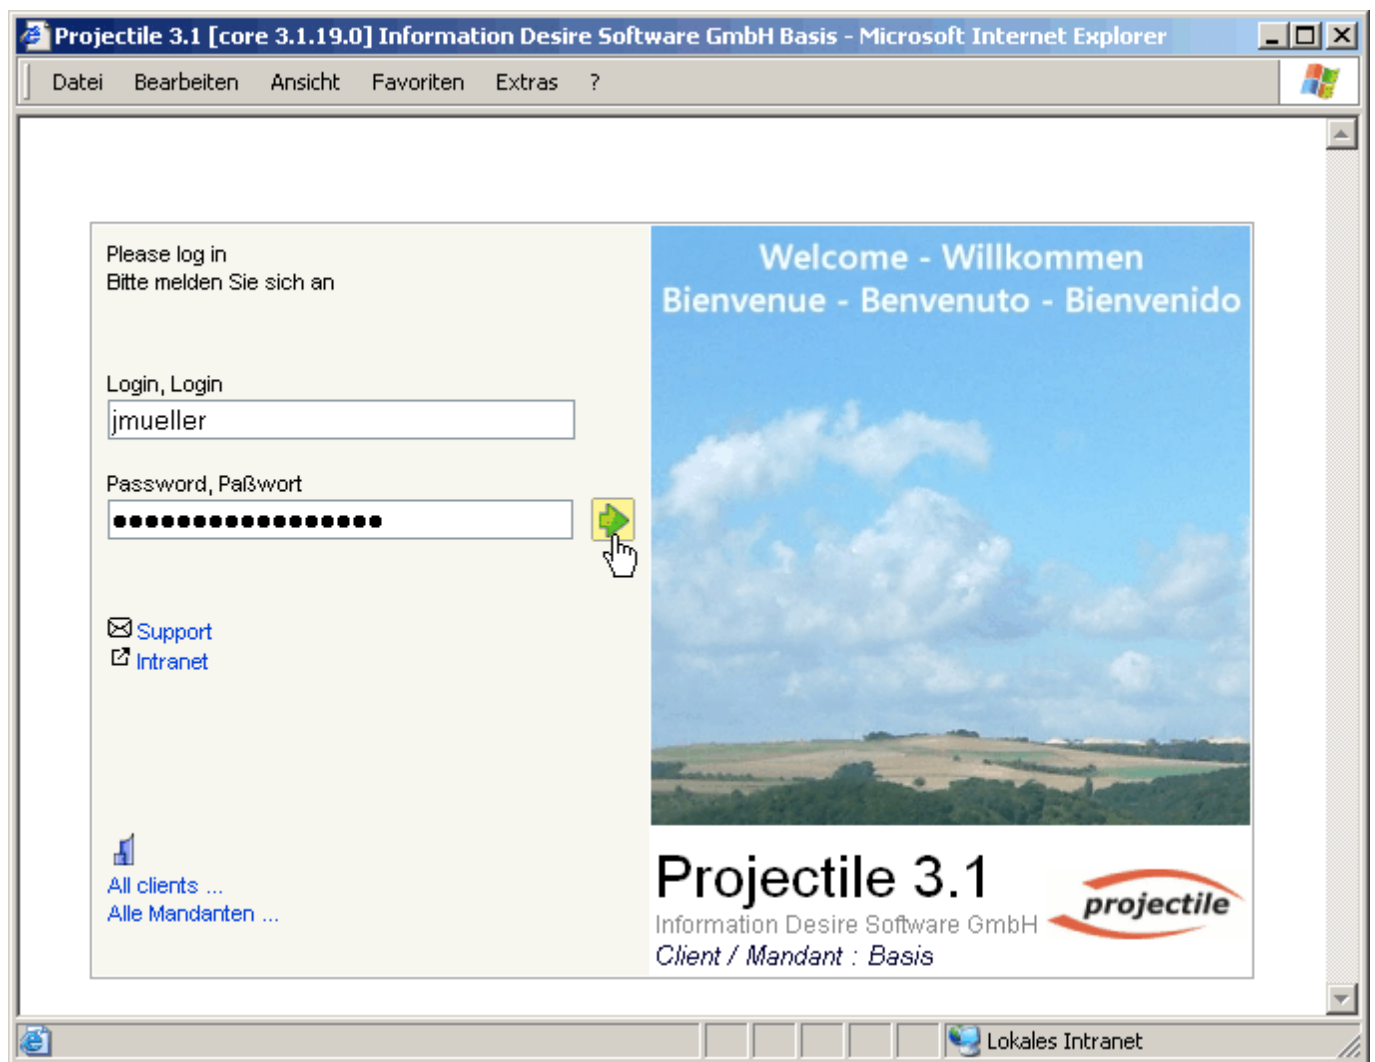 Projectile 3.1 [core 3.1.19.0] Information Desire Software GmbH Basis - Microsoft Internet Explorer
Datei Bearbeiten Ansicht Favoriten Extras ?
Please log in
Bitte melden Sie sich an
Login, Login
jmueller
Password, Paßwort
●●●●●●●●●●●●●●●●●
Support
Intranet
All clients ...
Alle Mandanten ...
Welcome - Willkommen
Bienvenue - Benvenuto - Bienvenido
Projectile 3.1
Information Desire Software GmbH
Client / Mandant : Basis
projectile
Lokales Intranet